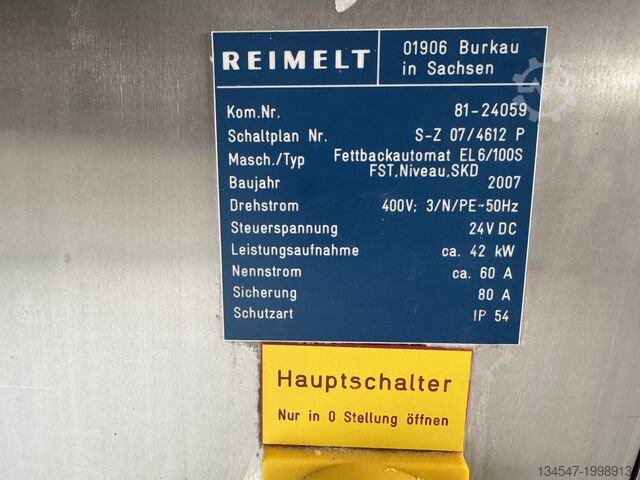 REIMELT
01906 Burkau
in Sachsen
Kom.Nr. 81-24059
Schaltplan Nr. S-Z 07/4612 P
Masch./Typ Fettbackautomat EL6/100S
FST,Niveau,SKD
Baujahr 2007
Drehstrom 400V; 3/N/PE~50Hz
Steuerspannung 24V DC
Leistungsaufnahme ca. 42 kW
Nennstrom ca. 60 A
Sicherung 80 A
Schutzart IP 54
Hauptschalter
Nur in 0 Stellung öffnen
134547-1998913